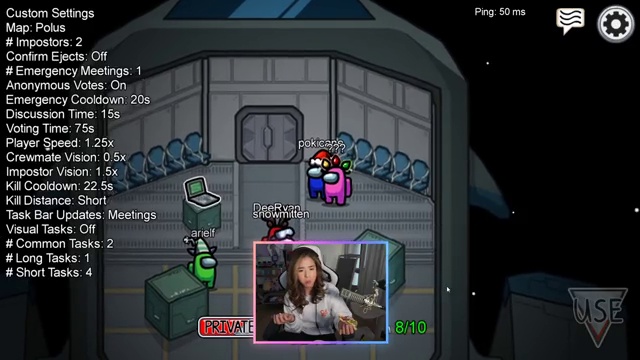 Custom Settings
Map: Polus
# Impostors: 2
Confirm Ejects: Off
# Emergency Meetings: 1
Anonymous Votes: On
Emergency Cooldown: 20s
Discussion Time: 15s
Voting Time: 75s
Player Speed: 1.25x
Crewmate Vision: 0.5x
Impostor Vision: 1.5x
Kill Cooldown: 22.5s
Kill Distance: Short
Task Bar Updates: Meetings
Visual Tasks: Off
# Common Tasks: 2
# Long Tasks: 1
# Short Tasks: 4
Ping: 50 ms
DeeRyan
snowmitten
arielf
PRIVATE
8/10
USE